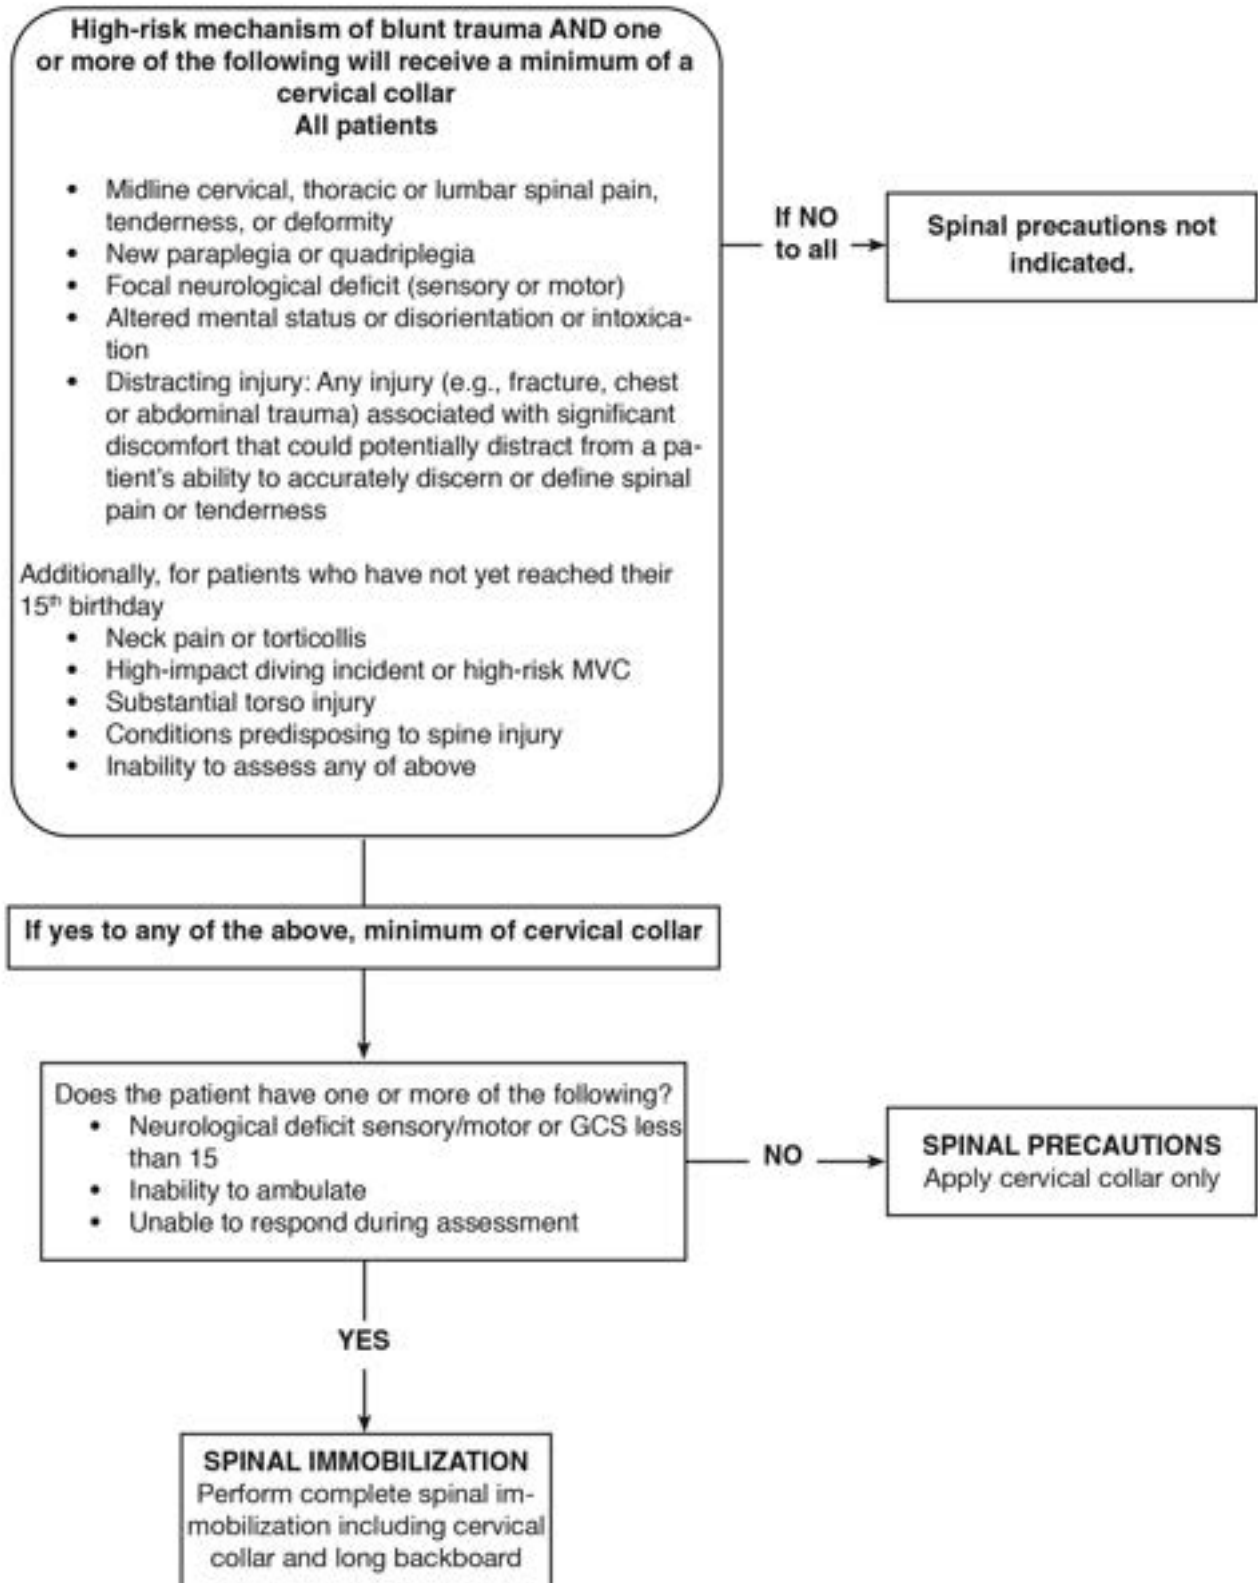 High-risk mechanism of blunt trauma AND one
or more of the following will receive a minimum of a
cervical collar
All patients
• Midline cervical, thoracic or lumbar spinal pain,
tenderness, or deformity
• New paraplegia or quadriplegia
• Focal neurological deficit (sensory or motor)
• Altered mental status or disorientation or intoxica-
tion
• Distracting injury: Any injury (e.g., fracture, chest
or abdominal trauma) associated with significant
discomfort that could potentially distract from a pa-
tient's ability to accurately discern or define spinal
pain or tenderness
Additionally, for patients who have not yet reached their
15th birthday
• Neck pain or torticollis
• High-impact diving incident or high-risk MVC
• Substantial torso injury
• Conditions predisposing to spine injury
• Inability to assess any of above
If NO
to all
Spinal precautions not
indicated.
If yes to any of the above, minimum of cervical collar
Does the patient have one or more of the following?
• Neurological deficit sensory/motor or GCS less
than 15
• Inability to ambulate
• Unable to respond during assessment
NO
SPINAL PRECAUTIONS
Apply cervical collar only
YES
SPINAL IMMOBILIZATION
Perform complete spinal im-
mobilization including cervical
collar and long backboard